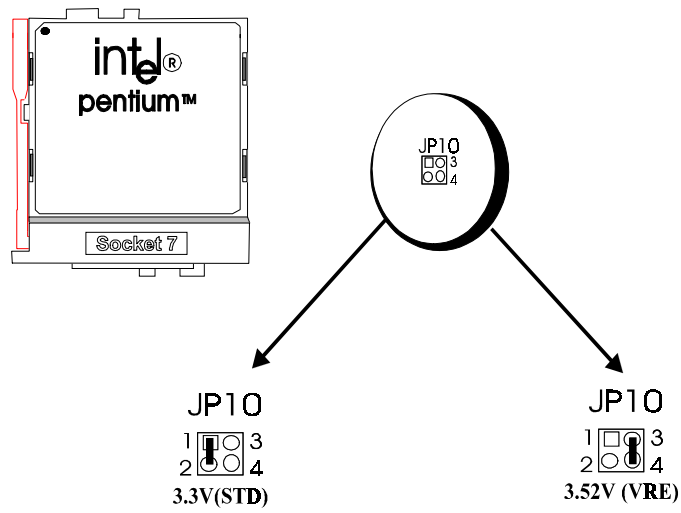 intel®
pentium™
Socket 7
JP10
3
4
JP10
1 3
2 4
3.3V(STD)
JP10
1 3
2 4
3.52V (VRE)